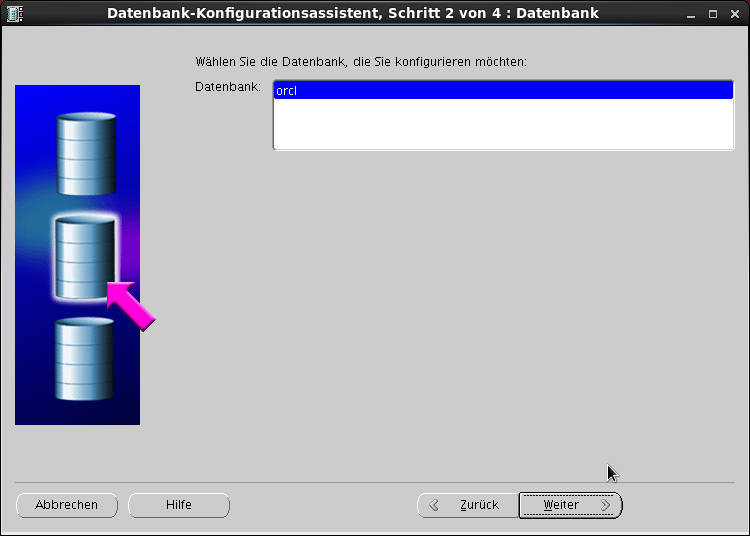 Datenbank-Konfigurationsassistent, Schritt 2 von 4 : Datenbank
Wählen Sie die Datenbank, die Sie konfigurieren möchten:
Datenbank:
orcl
Abbrechen
Hilfe
Zurück
Weiter